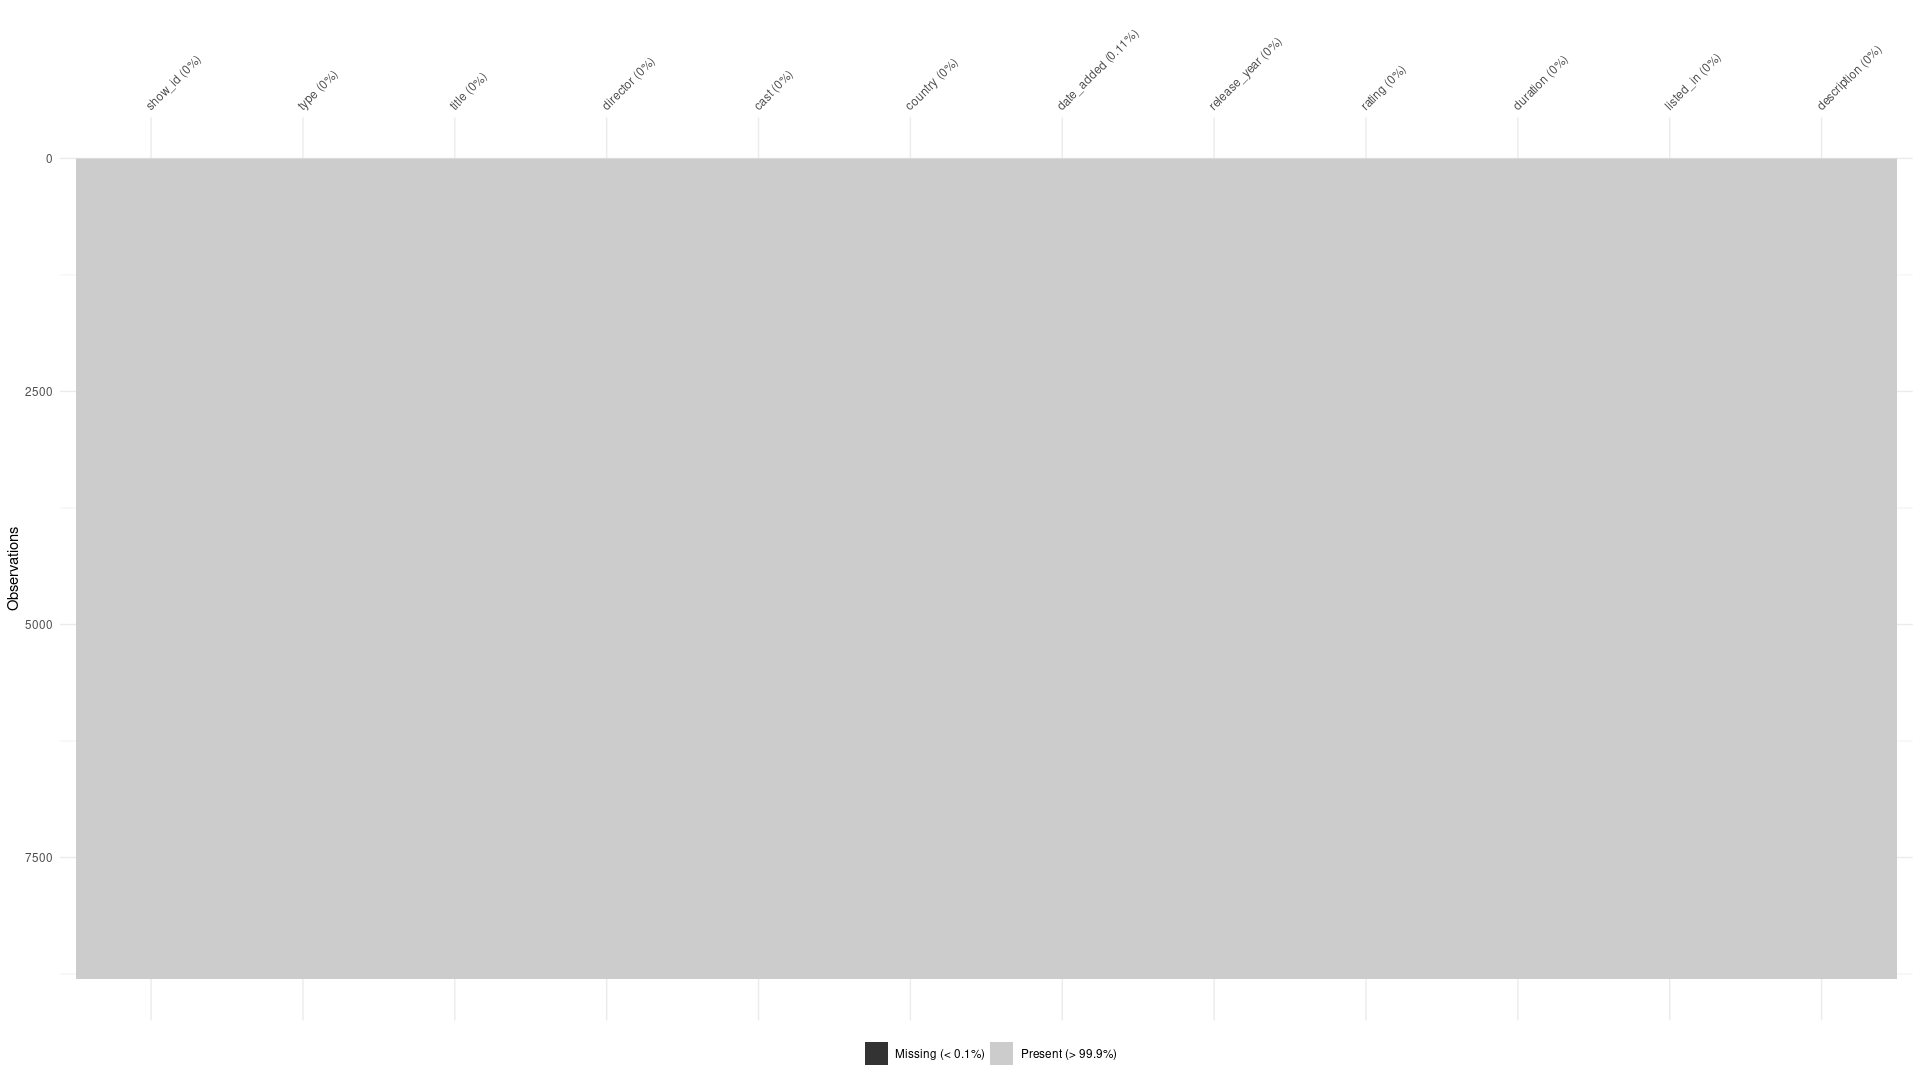 show_id (0%)
type (0%)
title (0%)
director (0%)
cast (0%)
country (0%)
date_added (0.11%)
release_year (0%)
rating (0%)
duration (0%)
listed_in (0%)
description (0%)
0
2500
5000
7500
Observations
Missing (< 0.1%)
Present (> 99.9%)